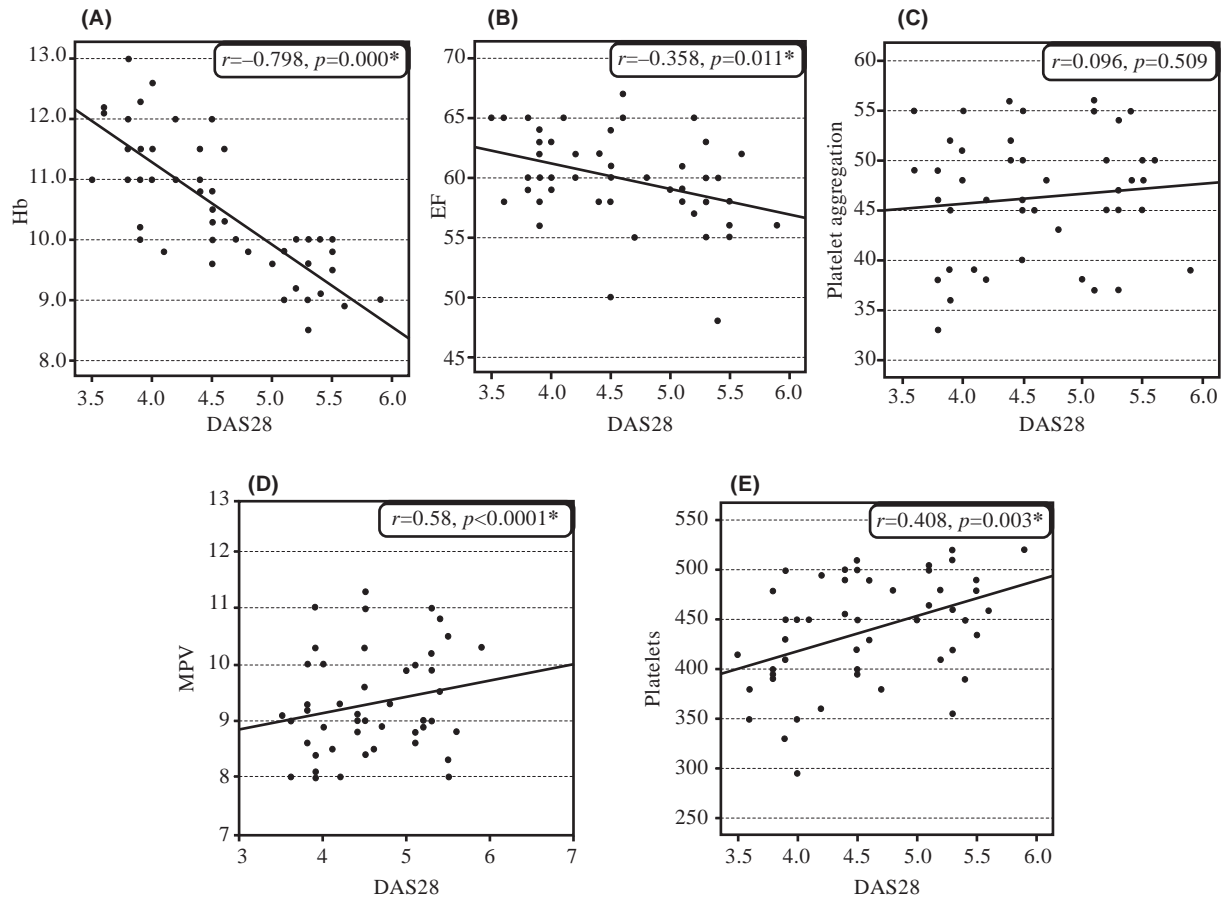 (A)
r=–0.798, p=0.000*
13.0
12.0
11.0
10.0
9.0
8.0
Hb
3.5 4.0 4.5 5.0 5.5 6.0
DAS28
(B)
r=–0.358, p=0.011*
70
65
60
55
50
45
EF
3.5 4.0 4.5 5.0 5.5 6.0
DAS28
(C)
r=0.096, p=0.509
60
55
50
45
40
35
30
Platelet aggregation
3.5 4.0 4.5 5.0 5.5 6.0
DAS28
(D)
r=0.58, p<0.0001*
13
12
11
10
9
8
7
MPV
3 4 5 6 7
DAS28
(E)
r=0.408, p=0.003*
550
500
450
400
350
300
250
Platelets
3.5 4.0 4.5 5.0 5.5 6.0
DAS28